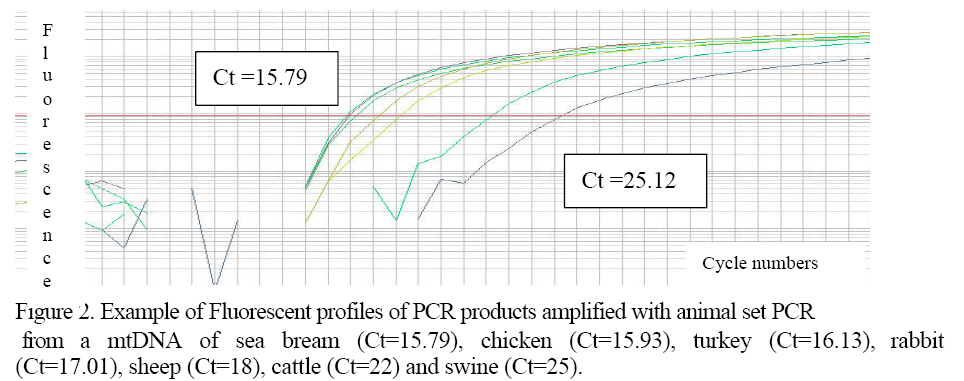 Fluorescence
Ct =15.79
Ct =25.12
Cycle numbers
Figure 2. Example of Fluorescent profiles of PCR products amplified with animal set PCR
from a mtDNA of sea bream (Ct=15.79), chicken (Ct=15.93), turkey (Ct=16.13), rabbit
(Ct=17.01), sheep (Ct=18), cattle (Ct=22) and swine (Ct=25).